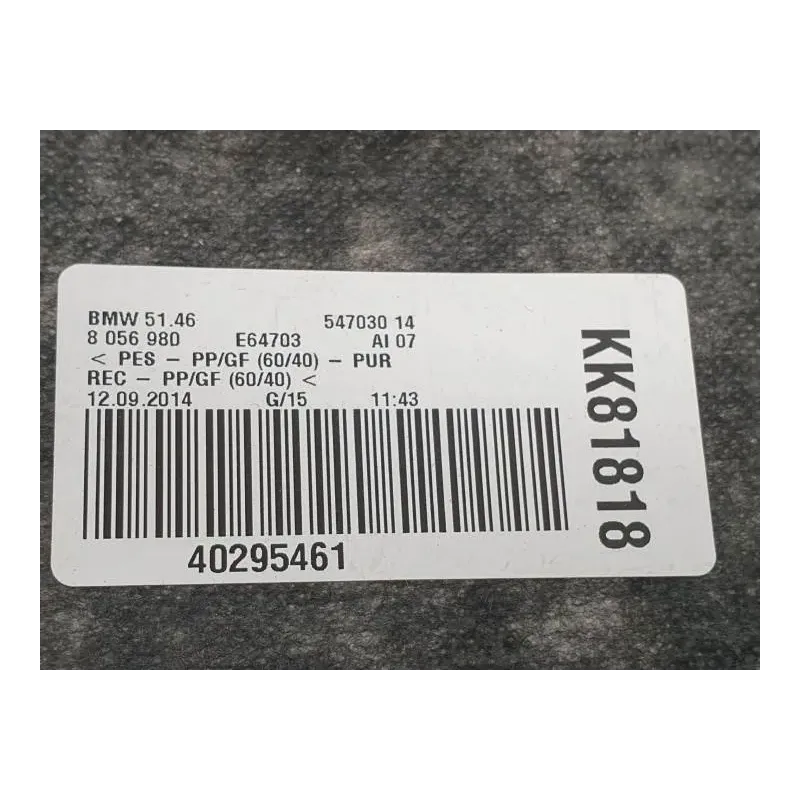 BMW 51.46 547030 14
8 056 980 E64703 AI 07
< PES - PP/GF (60/40) - PUR
REC - PP/GF (60/40) <
12.09.2014 G/15 11:43
40295461
KK81818